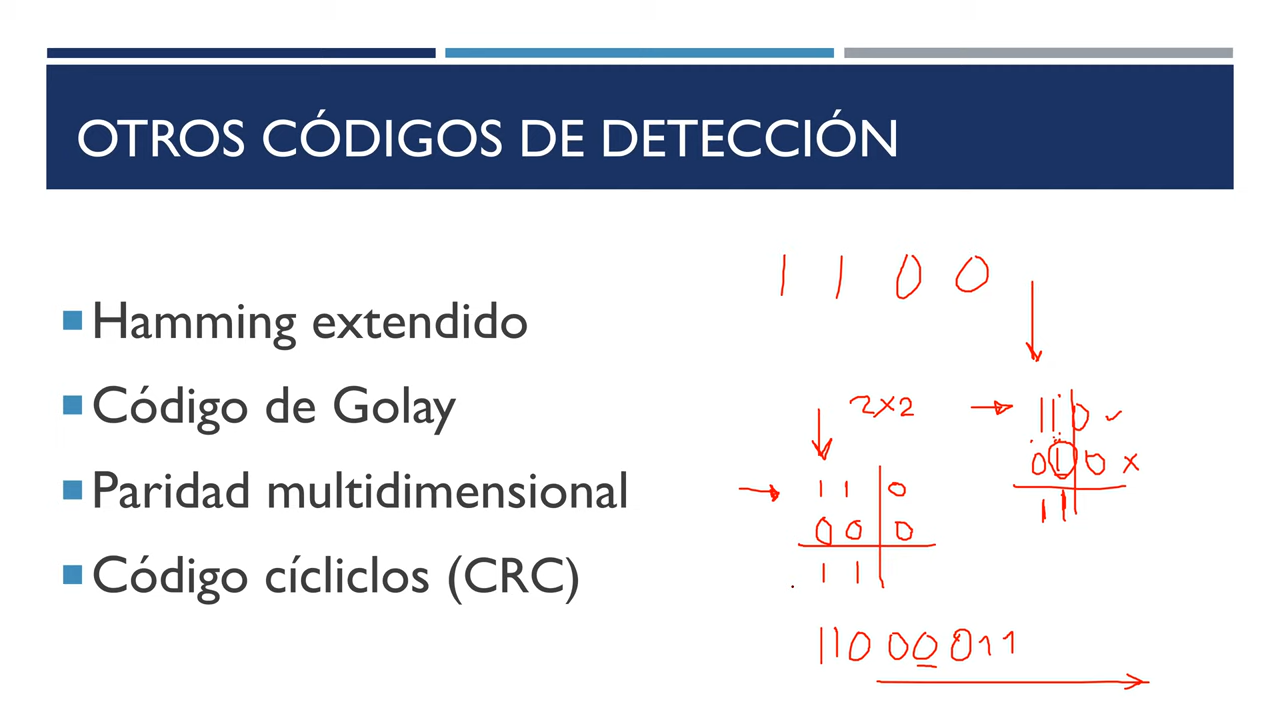 OTROS CÓDIGOS DE DETECCIÓN
Hamming extendido
Código de Golay
Paridad multidimensional
Código cícliclos (CRC)
1 1 0 0
2x2
1 1 0
0 0 0
1 1
1 1 0 ✓
0 1 0 x
1 1
11000011